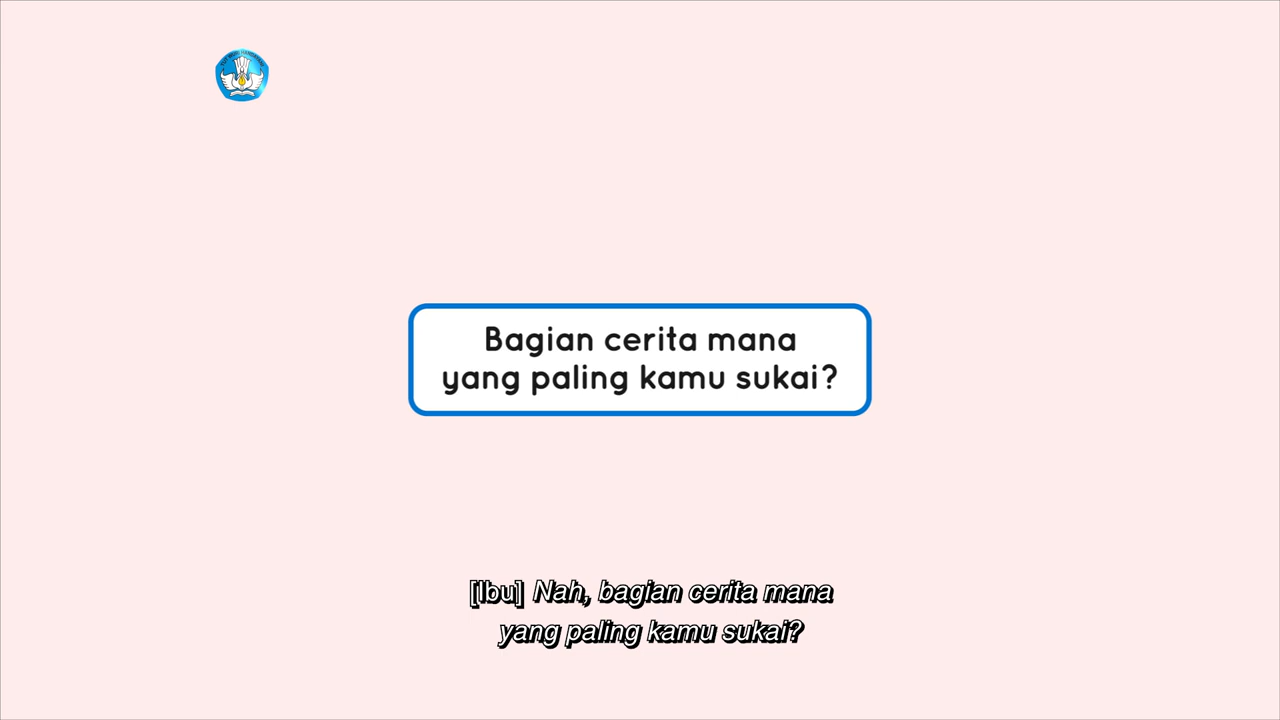 Bagian cerita mana
yang paling kamu sukai?
[Ibu] Nah, bagian cerita mana
yang paling kamu sukai?